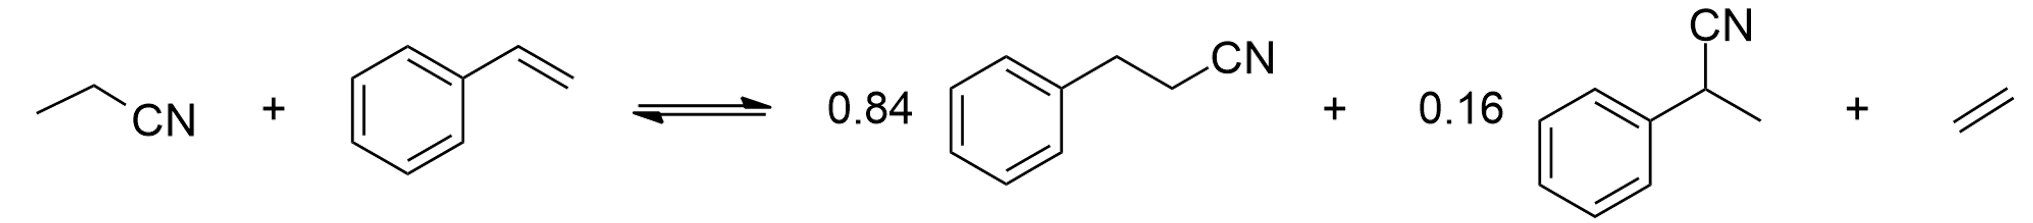 CN + 0.84 CN + 0.16 CN +